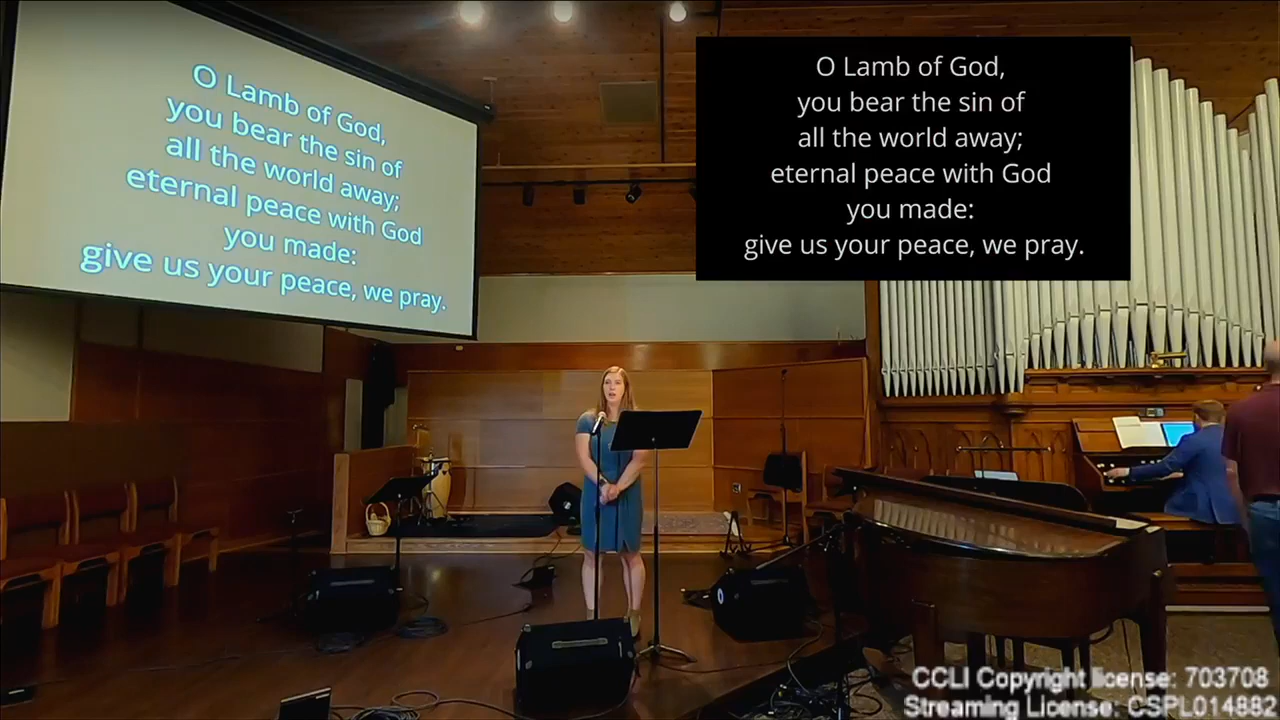 O Lamb of God,
you bear the sin of
all the world away;
eternal peace with God
you made:
give us your peace, we pray.
O Lamb of God,
you bear the sin of
all the world away;
eternal peace with God
you made:
give us your peace, we pray.
CCLI Copyright license: 703708
Streaming License: CSPL014882